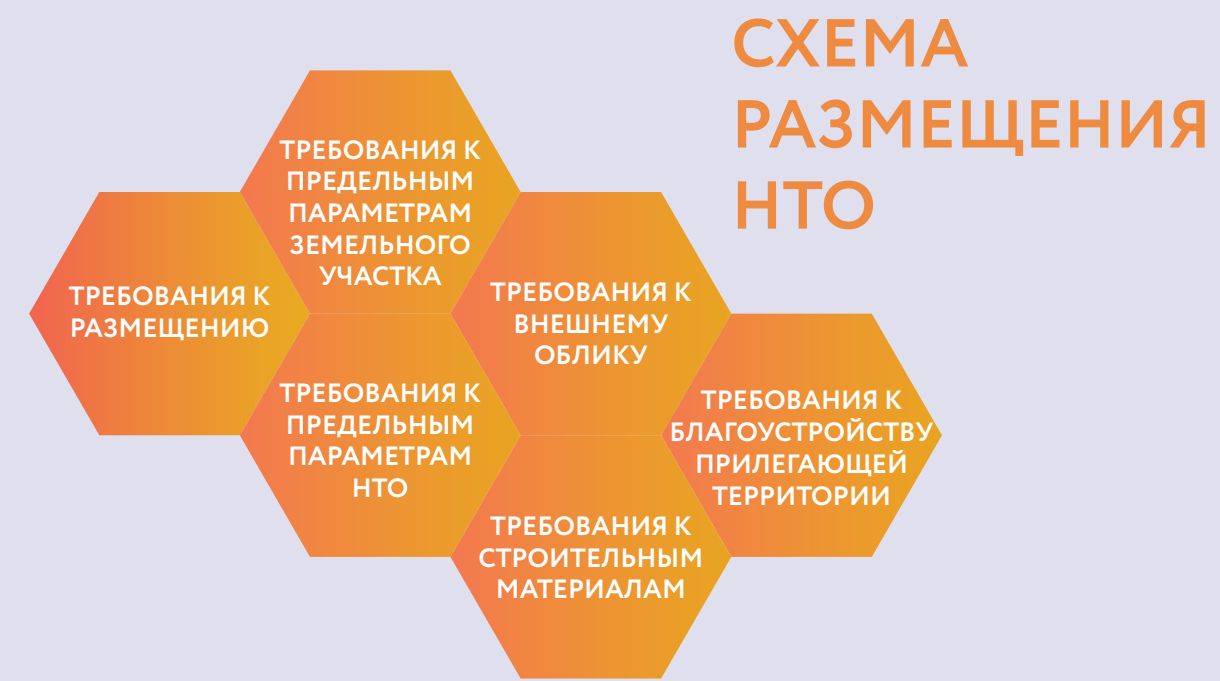 СХЕМА
РАЗМЕЩЕНИЯ
НТО
ТРЕБОВАНИЯ К
РАЗМЕЩЕНИЮ
ТРЕБОВАНИЯ К
ПРЕДЕЛЬНЫМ
ПАРАМЕТРАМ
ЗЕМЕЛЬНОГО
УЧАСТКА
ТРЕБОВАНИЯ К
ПРЕДЕЛЬНЫМ
ПАРАМЕТРАМ
НТО
ТРЕБОВАНИЯ К
ВНЕШНЕМУ
ОБЛИКУ
ТРЕБОВАНИЯ К
СТРОИТЕЛЬНЫМ
МАТЕРИАЛАМ
ТРЕБОВАНИЯ К
БЛАГОУСТРОЙСТВУ
ПРИЛЕГАЮЩЕЙ
ТЕРРИТОРИИ